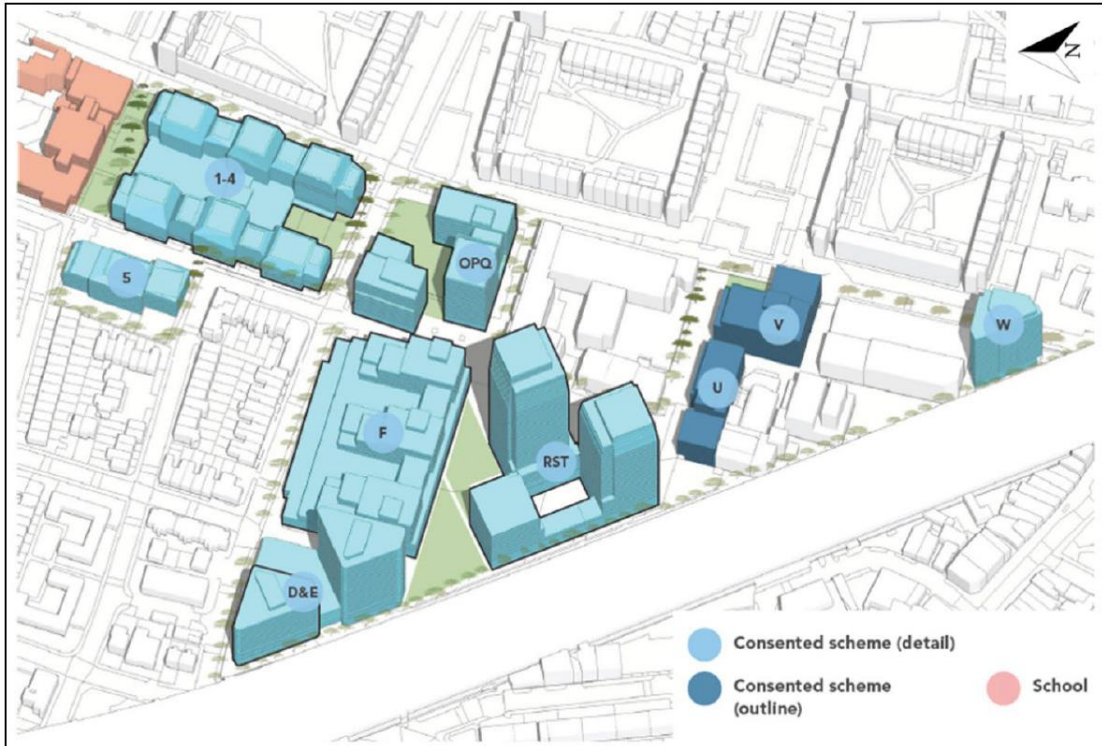 N
1-4
5
OPQ
V
W
U
F
RST
D&E
Consented scheme (detail)
Consented scheme
(outline)
School